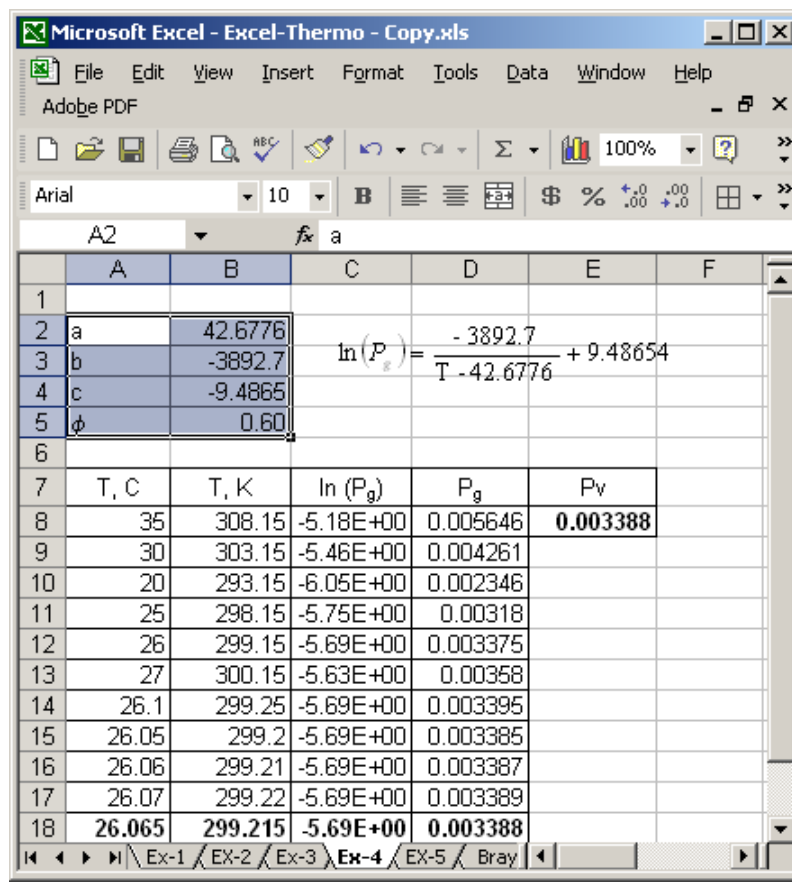 Microsoft Excel - Excel-Thermo - Copy.xls
File Edit View Insert Format Tools Data Window Help
Adobe PDF
ABC Σ 100% ?
Arial 10 B $ % .00 .00 .0
A2 fx a
A B C D E F
1
2 a 42.6776
3 b -3892.7
ln(P_g) = - 3892.7 / T - 42.6776 + 9.48654
4 c -9.4865
5 ϕ 0.60
6
7 T, C T, K ln (Pg) Pg Pv
8 35 308.15 -5.18E+00 0.005646 0.003388
9 30 303.15 -5.46E+00 0.004261
10 20 293.15 -6.05E+00 0.002346
11 25 298.15 -5.75E+00 0.00318
12 26 299.15 -5.69E+00 0.003375
13 27 300.15 -5.63E+00 0.00358
14 26.1 299.25 -5.69E+00 0.003395
15 26.05 299.2 -5.69E+00 0.003385
16 26.06 299.21 -5.69E+00 0.003387
17 26.07 299.22 -5.69E+00 0.003389
18 26.065 299.215 -5.69E+00 0.003388
Ex-1 EX-2 Ex-3 Ex-4 EX-5 Bray